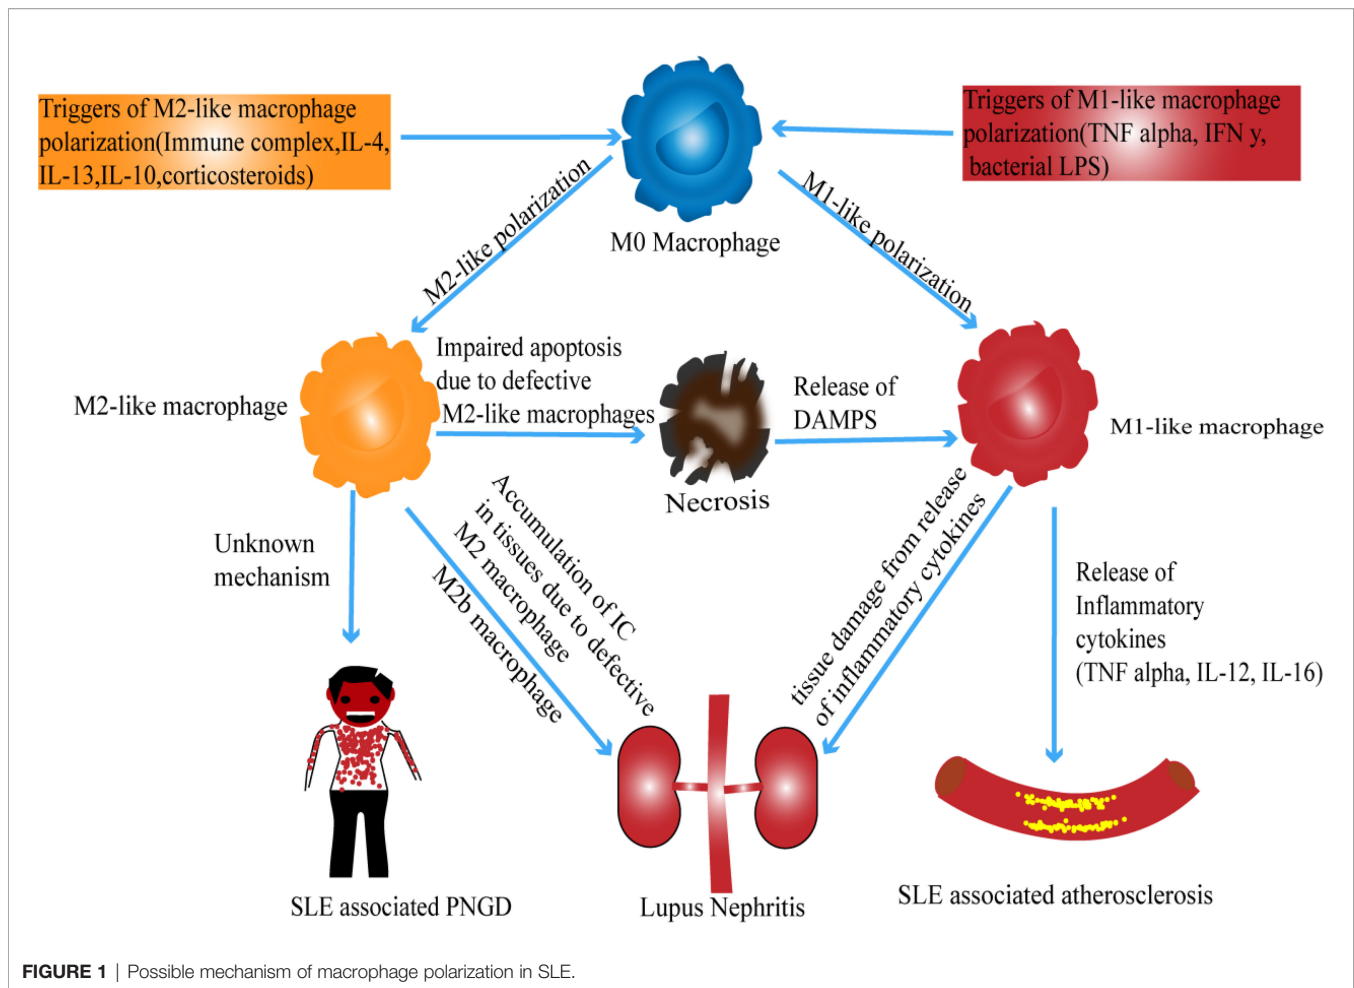 Triggers of M2-like macrophage
polarization(Immune complex,IL-4,
IL-13,IL-10,corticosteroids)
Triggers of M1-like macrophage
polarization(TNF alpha, IFN y,
bacterial LPS)
M0 Macrophage
M2-like polarization
M1-like polarization
M2-like macrophage
Impaired apoptosis
due to defective
M2-like macrophages
Necrosis
Release of
DAMPS
M1-like macrophage
Unknown
mechanism
Accumulation of IC
in tissues due to defective
M2 macrophage
M2b macrophage
tissue damage from release
of inflammatory cytokines
Release of
Inflammatory
cytokines
(TNF alpha, IL-12, IL-16)
SLE associated PNGD
Lupus Nephritis
SLE associated atherosclerosis
FIGURE 1 | Possible mechanism of macrophage polarization in SLE.